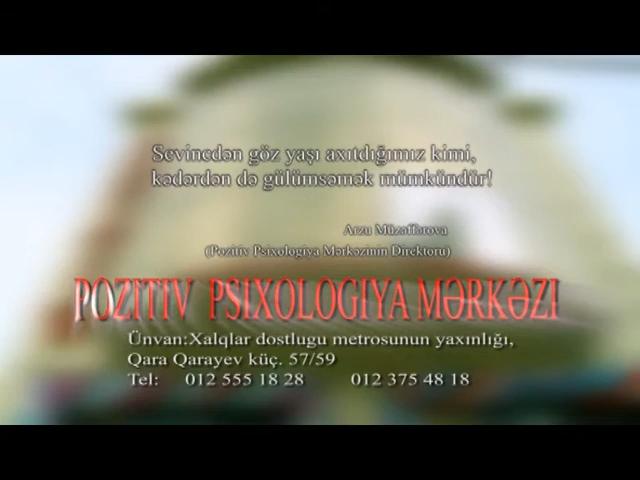 Sevincdən göz yaşı axıtdığımız kimi,
kədərdən də gülümsəmək mümkündür!
Arzu Müzəffərova
(Pozitiv Psixologiya Mərkəzinin Direktoru)
POZITIV PSIXOLOGIYA MƏRKƏZI
Ünvan:Xalqlar dostlugu metrosunun yaxınlığı,
Qara Qarayev küç. 57/59
Tel: 012 555 18 28 012 375 48 18